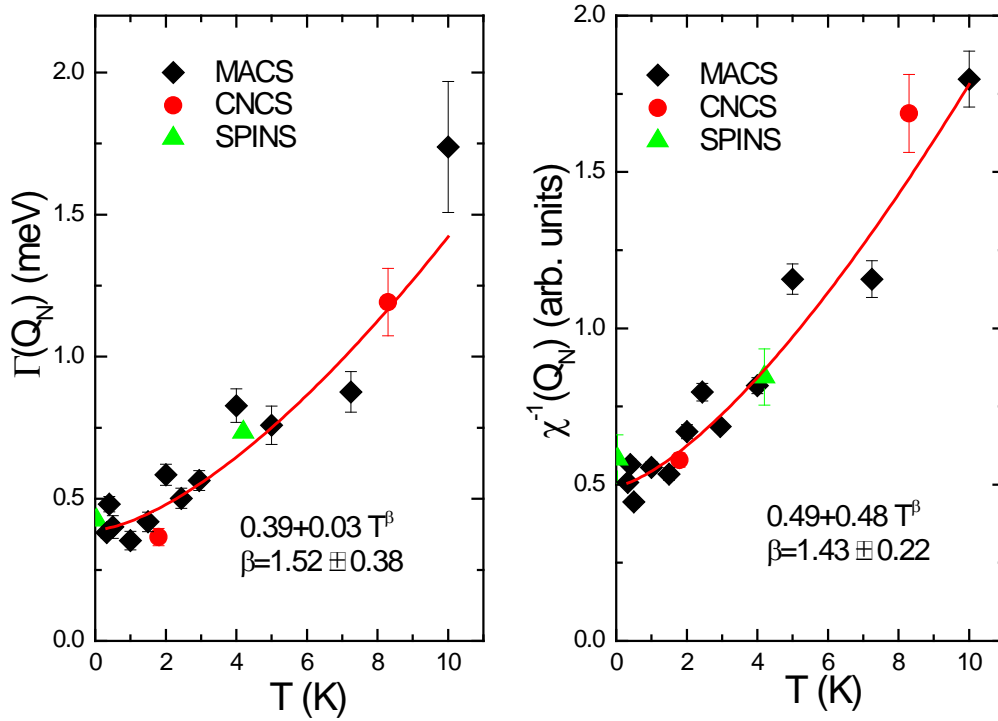 2.0
1.5
1.0
0.5
0.0
Γ(Q_N) (meV)
MACS
CNCS
SPINS
0.39+0.03 T^β
β=1.52 ±0.38
0 2 4 6 8 10
T (K)
2.0
1.5
1.0
0.5
0.0
χ^-1(Q_N) (arb. units)
MACS
CNCS
SPINS
0.49+0.48 T^β
β=1.43 ±0.22
0 2 4 6 8 10
T (K)